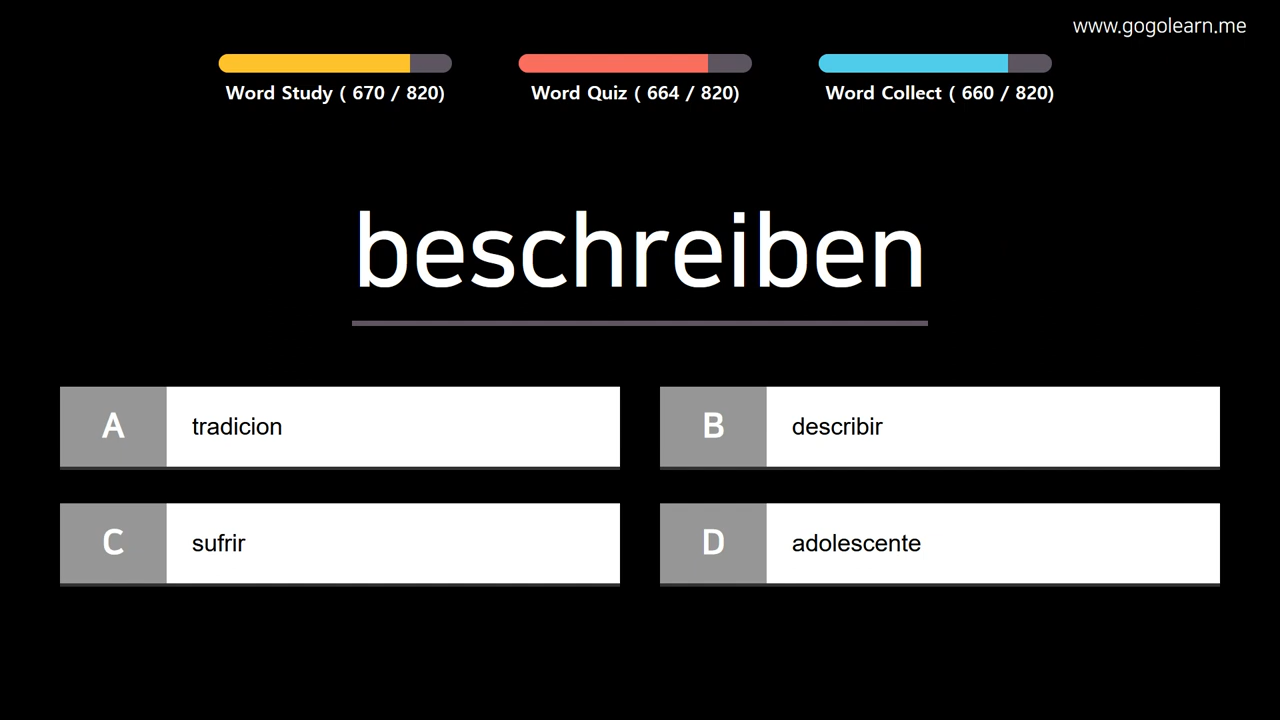 www.gogolearn.me
Word Study ( 670 / 820)
Word Quiz ( 664 / 820)
Word Collect ( 660 / 820)
beschreiben
A tradicion
B describir
C sufrir
D adolescente